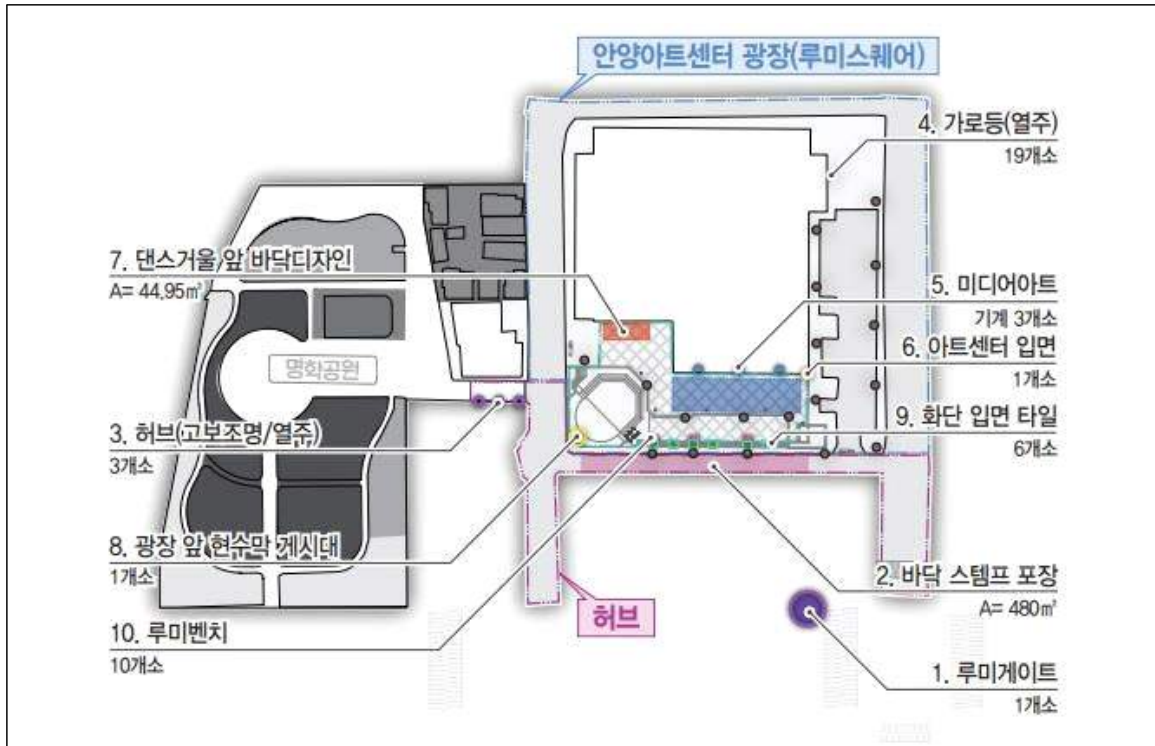 안양아트센터 광장(루미스퀘어)
4. 가로등(열주)
19개소
7. 댄스거울 앞 바닥디자인
A= 44.95㎡
5. 미디어아트
기계 3개소
6. 아트센터 입면
1개소
명화공원
3. 허브(고보조명/열주)
3개소
9. 화단 입면 타일
6개소
8. 광장 앞 현수막 게시대
1개소
2. 바닥 스템프 포장
A= 480㎡
허브
10. 루미벤치
10개소
1. 루미게이트
1개소